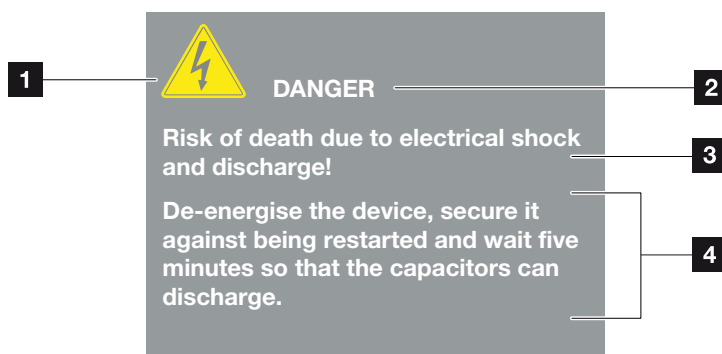 1
DANGER
2
Risk of death due to electrical shock
and discharge!
3
De-energise the device, secure it
against being restarted and wait five
minutes so that the capacitors can
discharge.
4